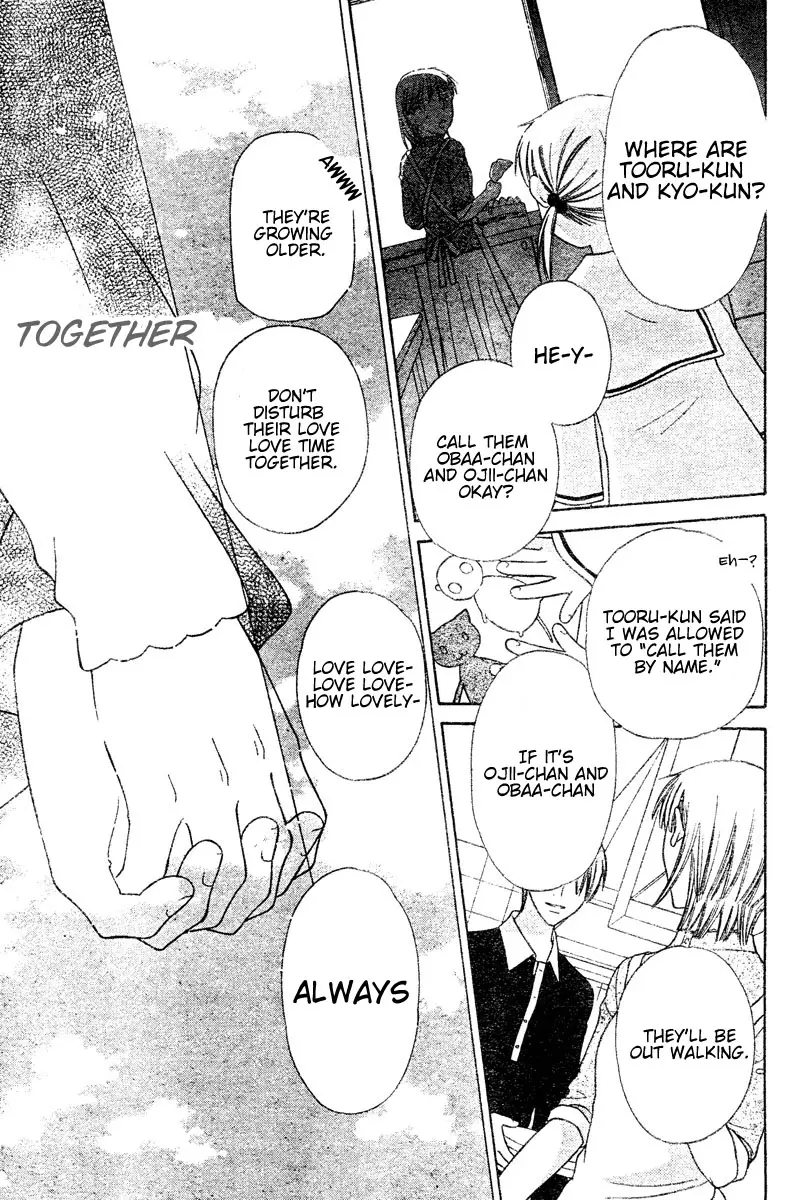 WHERE ARE
TOORU-KUN
AND KYO-KUN?
HE-Y-
CALL THEM
OBAA-CHAN
AND OJII-CHAN
OKAY?
Eh—?
TOORU-KUN SAID
I WAS ALLOWED
TO "CALL THEM
BY NAME."
IF IT'S
OJII-CHAN AND
OBAA-CHAN
THEY'LL BE
OUT WALKING.
AWWW
THEY'RE
GROWING
OLDER.
DON'T
DISTURB
THEIR LOVE
LOVE TIME
TOGETHER.
LOVE LOVE-
LOVE LOVE-
HOW LOVELY-
ALWAYS
TOGETHER